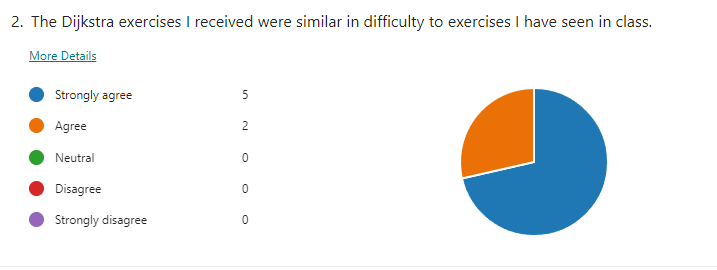 2. The Dijkstra exercises I received were similar in difficulty to exercises I have seen in class.
More Details
Strongly agree 5
Agree 2
Neutral 0
Disagree 0
Strongly disagree 0